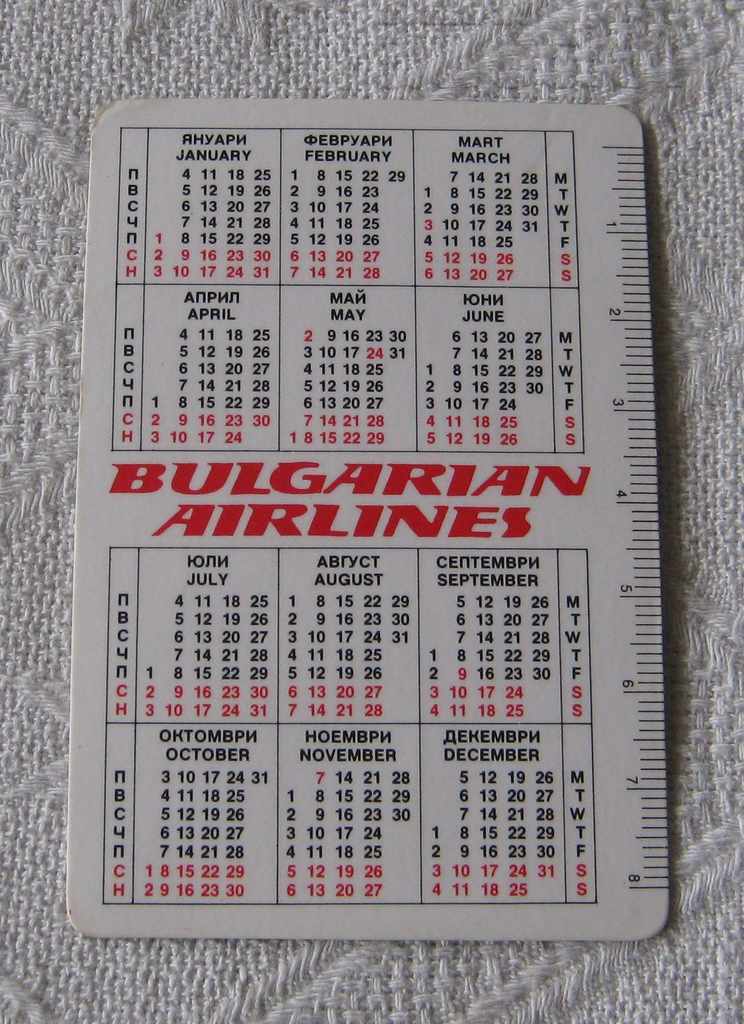 ЯНУАРИ ФЕВРУАРИ МАРТ
JANUARY FEBRUARY MARCH
П 4 11 18 25 1 8 15 22 29 7 14 21 28 M
В 5 12 19 26 2 9 16 23 1 8 15 22 29 T
С 6 13 20 27 3 10 17 24 2 9 16 23 30 W
Ч 7 14 21 28 4 11 18 25 3 10 17 24 31 T
П 1 8 15 22 29 5 12 19 26 4 11 18 25 F
С 2 9 16 23 30 6 13 20 27 5 12 19 26 S
Н 3 10 17 24 31 7 14 21 28 6 13 20 27 S
АПРИЛ МАЙ ЮНИ
APRIL MAY JUNE
П 4 11 18 25 2 9 16 23 30 6 13 20 27 M
В 5 12 19 26 3 10 17 24 31 7 14 21 28 T
С 6 13 20 27 4 11 18 25 1 8 15 22 29 W
Ч 7 14 21 28 5 12 19 26 2 9 16 23 30 T
П 1 8 15 22 29 6 13 20 27 3 10 17 24 F
С 2 9 16 23 30 7 14 21 28 4 11 18 25 S
Н 3 10 17 24 1 8 15 22 29 5 12 19 26 S
BULGARIAN
AIRLINES
ЮЛИ АВГУСТ СЕПТЕМВРИ
JULY AUGUST SEPTEMBER
П 4 11 18 25 1 8 15 22 29 5 12 19 26 M
В 5 12 19 26 2 9 16 23 30 6 13 20 27 T
С 6 13 20 27 3 10 17 24 31 7 14 21 28 W
Ч 7 14 21 28 4 11 18 25 1 8 15 22 29 T
П 1 8 15 22 29 5 12 19 26 2 9 16 23 30 F
С 2 9 16 23 30 6 13 20 27 3 10 17 24 S
Н 3 10 17 24 31 7 14 21 28 4 11 18 25 S
ОКТОМВРИ НОЕМВРИ ДЕКЕМВРИ
OCTOBER NOVEMBER DECEMBER
П 3 10 17 24 31 7 14 21 28 5 12 19 26 M
В 4 11 18 25 1 8 15 22 29 6 13 20 27 T
С 5 12 19 26 2 9 16 23 30 7 14 21 28 W
Ч 6 13 20 27 3 10 17 24 1 8 15 22 29 T
П 7 14 21 28 4 11 18 25 2 9 16 23 30 F
С 1 8 15 22 29 5 12 19 26 3 10 17 24 31 S
Н 2 9 16 23 30 6 13 20 27 4 11 18 25 S
1
2
3
4
5
6
7
8